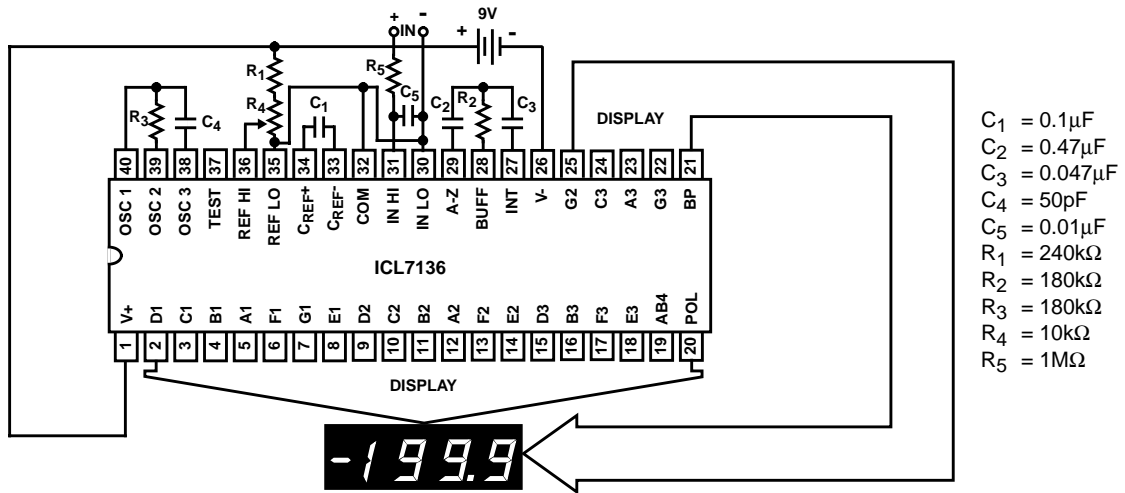 + -
IN
9V
+ -
R1
R4
R5
C5
C1
R3
C4
C2
R2
C3
DISPLAY
40 39 38 37 36 35 34 33 32 31 30 29 28 27 26 25 24 23 22 21
OSC 1 OSC 2 OSC 3 TEST REF HI REF LO CREF+ CREF- COM IN HI IN LO A-Z BUFF INT V- G2 C3 A3 G3 BP
ICL7136
V+ D1 C1 B1 A1 F1 G1 E1 D2 C2 B2 A2 F2 E2 D3 B3 F3 E3 AB4 POL
1 2 3 4 5 6 7 8 9 10 11 12 13 14 15 16 17 18 19 20
DISPLAY
-199.9
C1 = 0.1μF
C2 = 0.47μF
C3 = 0.047μF
C4 = 50pF
C5 = 0.01μF
R1 = 240kΩ
R2 = 180kΩ
R3 = 180kΩ
R4 = 10kΩ
R5 = 1MΩ